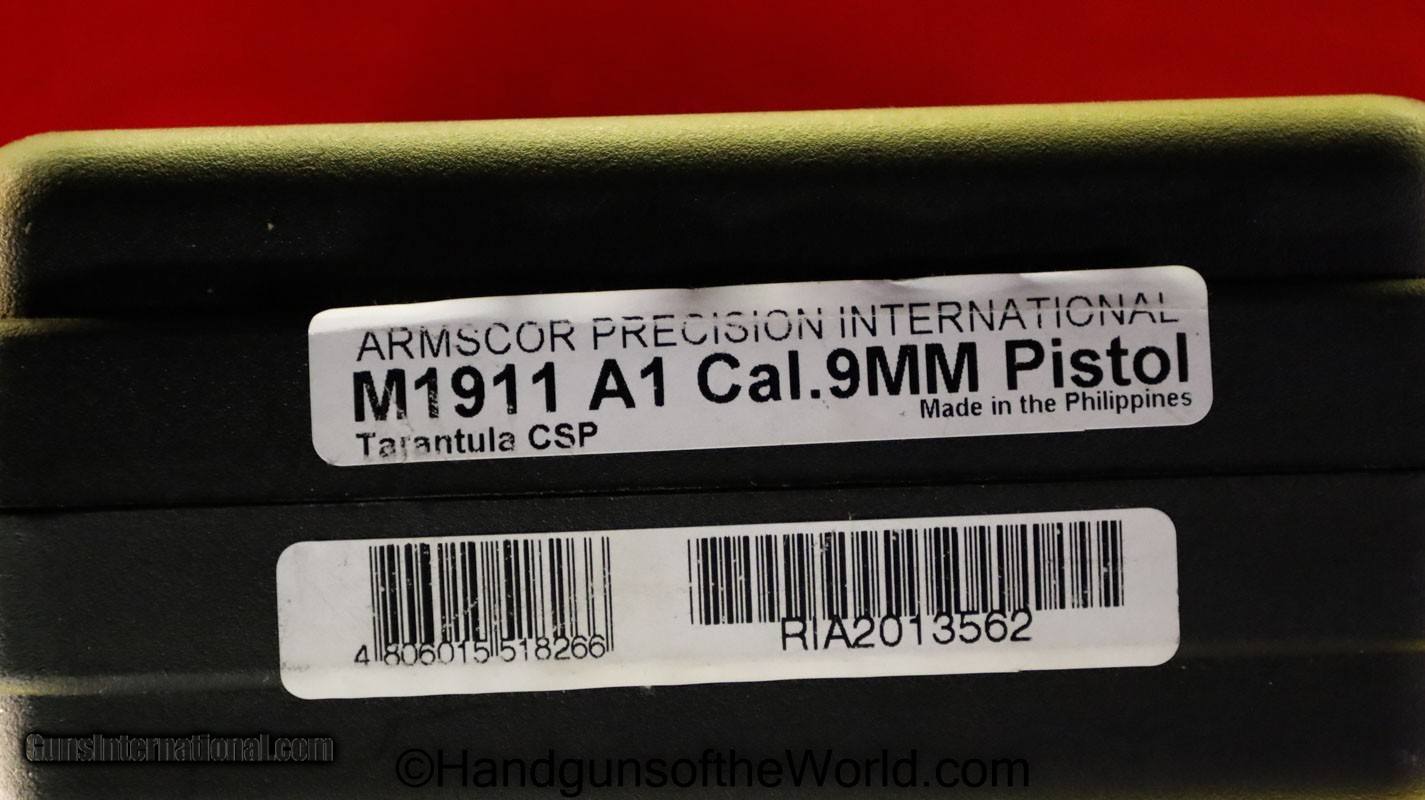 ARMSCOR PRECISION INTERNATIONAL
M1911 A1 Cal.9MM Pistol
Made in the Philippines
Tarantula CSP
4 806015 518266
RIA2013562
GunsInternational.com
©HandgunsoftheWorld.com